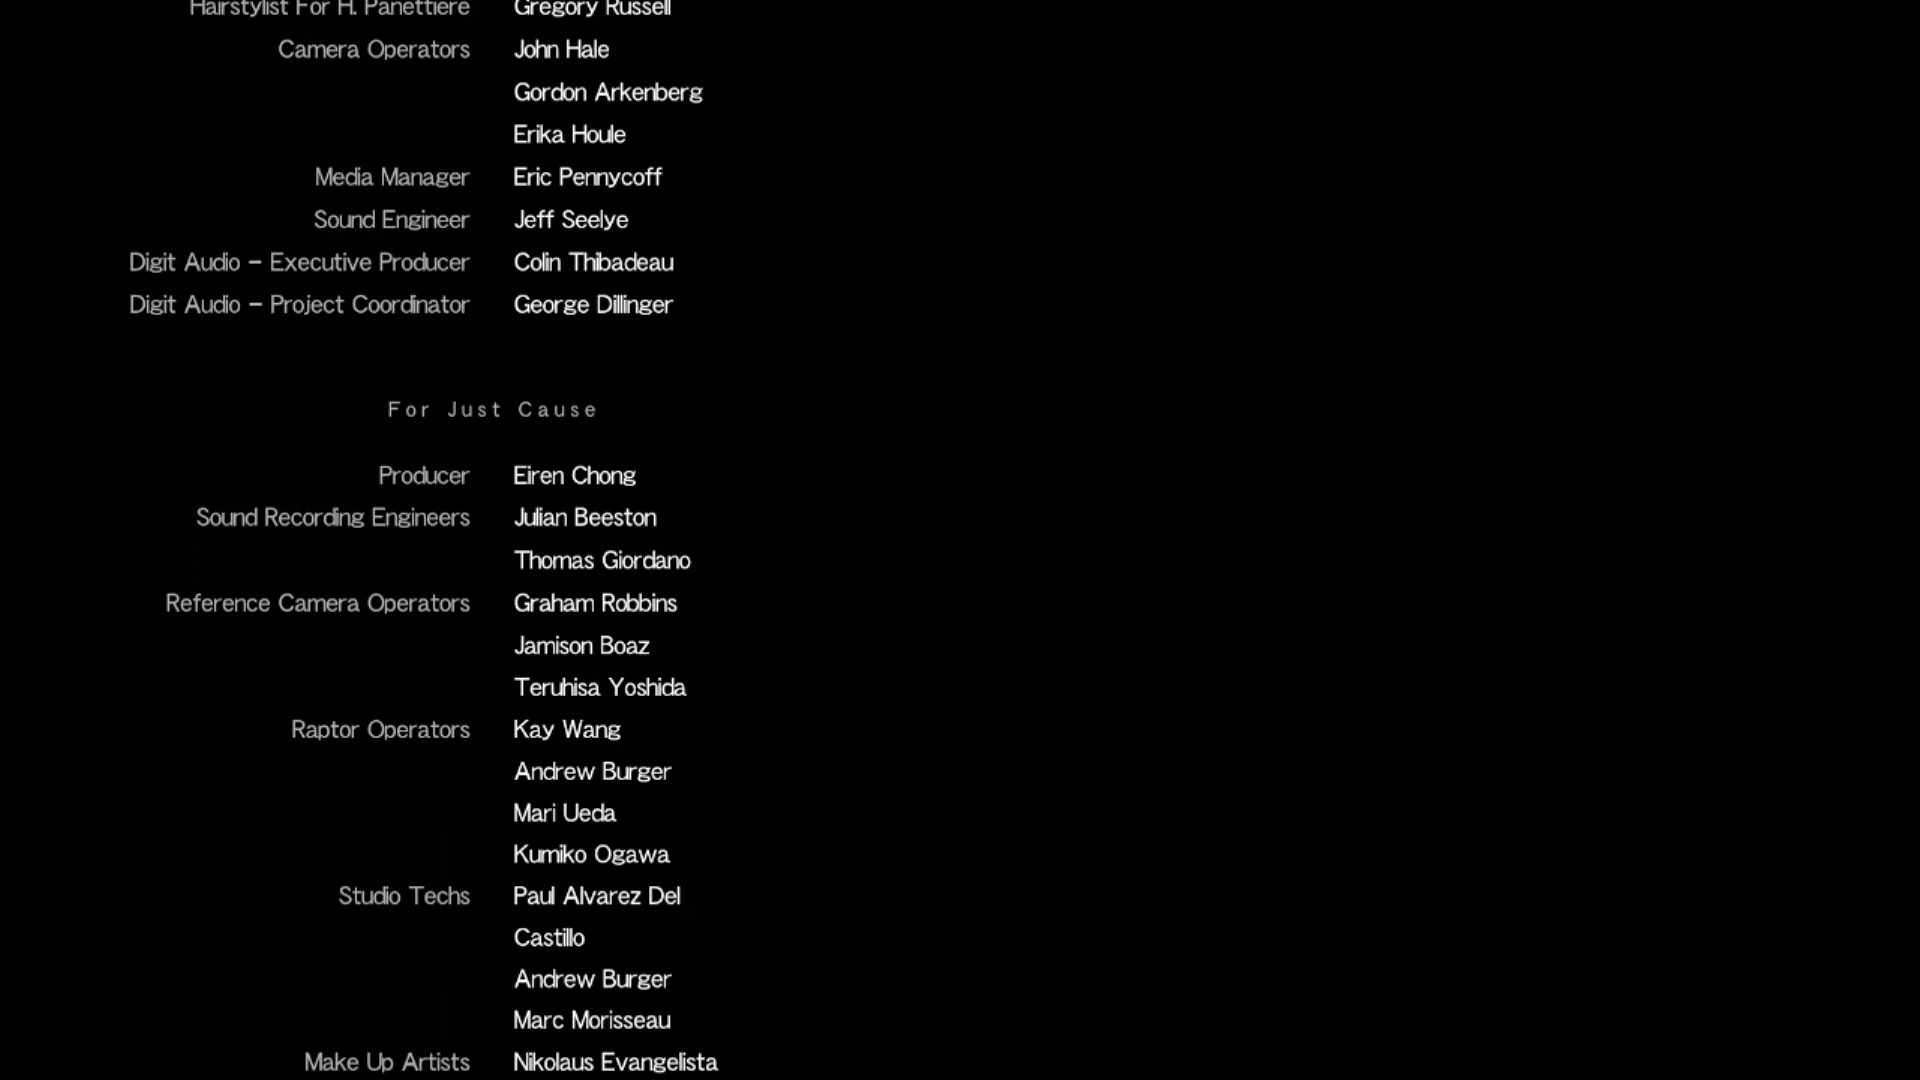 Hairstylist For H. Panettiere Gregory Russell
Camera Operators John Hale
Gordon Arkenberg
Erika Houle
Media Manager Eric Pennycoff
Sound Engineer Jeff Seelye
Digit Audio – Executive Producer Colin Thibadeau
Digit Audio – Project Coordinator George Dillinger
For Just Cause
Producer Eiren Chong
Sound Recording Engineers Julian Beeston
Thomas Giordano
Reference Camera Operators Graham Robbins
Jamison Boaz
Teruhisa Yoshida
Raptor Operators Kay Wang
Andrew Burger
Mari Ueda
Kumiko Ogawa
Studio Techs Paul Alvarez Del
Castillo
Andrew Burger
Marc Morisseau
Make Up Artists Nikolaus Evangelista